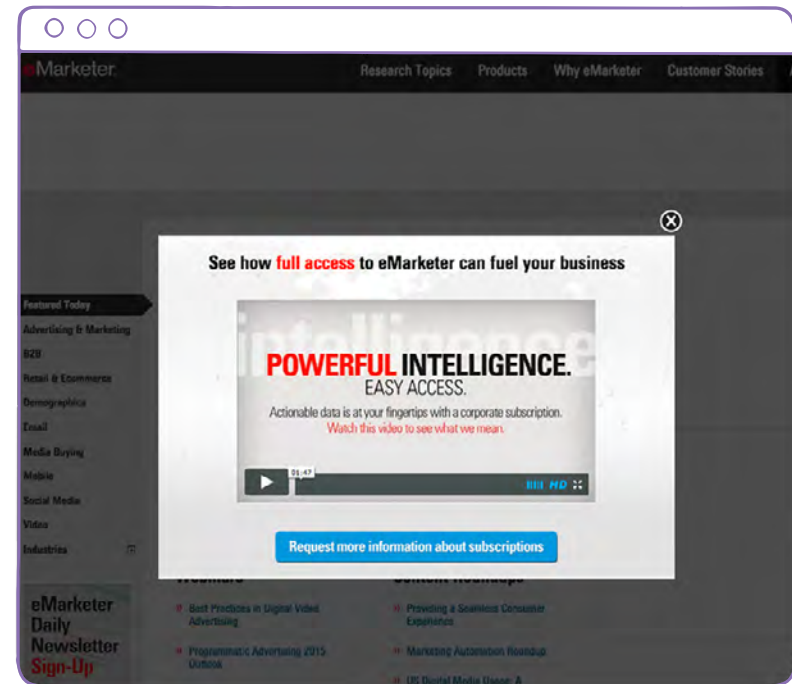 eMarketer.
Research Topics Products Why eMarketer Customer Stories
See how full access to eMarketer can fuel your business
intelligence
POWERFUL INTELLIGENCE.
EASY ACCESS.
Actionable data is at your fingertips with a corporate subscription.
Watch this video to see what we mean.
01:47
HD
Request more information about subscriptions
Featured Today
Advertising & Marketing
B2B
Retail & Ecommerce
Demographics
Email
Media Buying
Mobile
Social Media
Video
Industries
eMarketer
Daily
Newsletter
Sign-Up
Webinars
Best Practices in Digital Video
Advertising
Programmatic Advertising 2015
Outlook
Content Roundups
Providing a Seamless Consumer
Experience
Marketing Automation Roundup
US Digital Media Usage: A